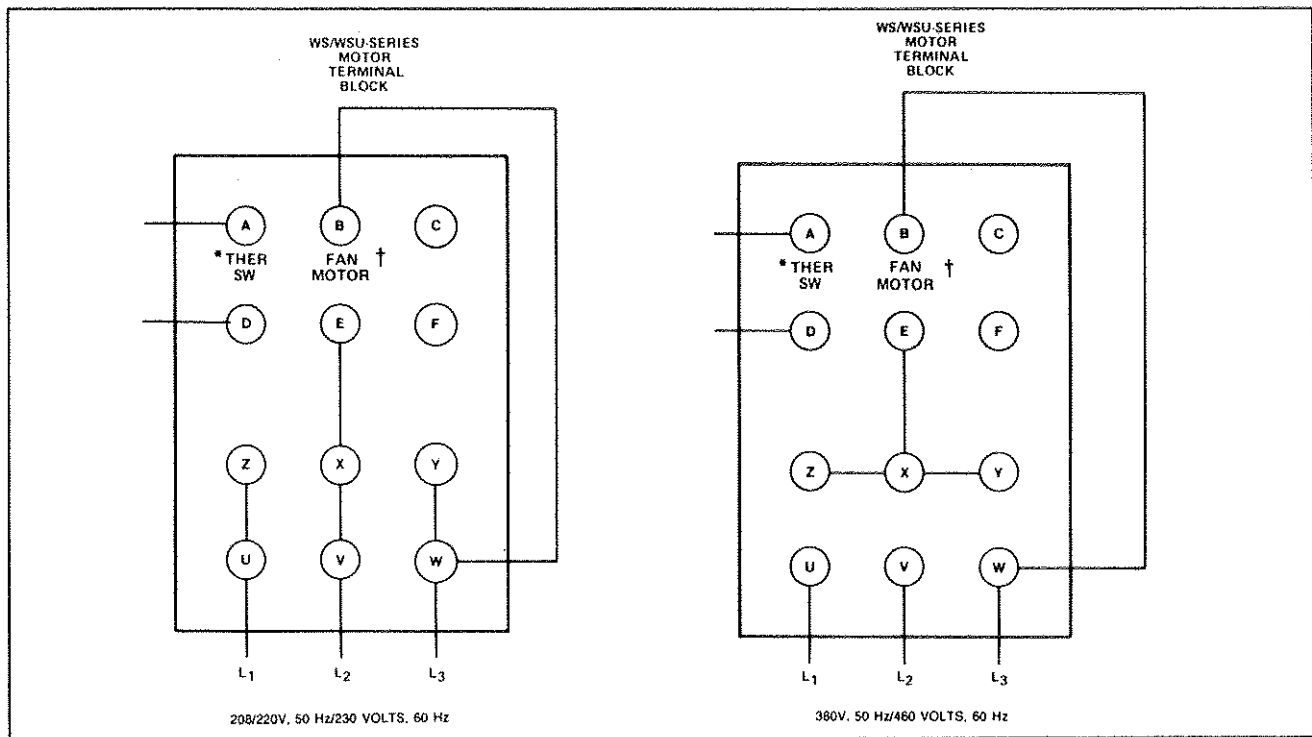 WS/WSU-SERIES
MOTOR
TERMINAL
BLOCK
A B C
* THER
SW
FAN
MOTOR †
D E F
Z X Y
U V W
L1 L2 L3
208/220V, 50 Hz/230 VOLTS, 60 Hz
WS/WSU-SERIES
MOTOR
TERMINAL
BLOCK
A B C
* THER
SW
FAN
MOTOR †
D E F
Z X Y
U V W
L1 L2 L3
380V, 50 Hz/460 VOLTS, 60 Hz